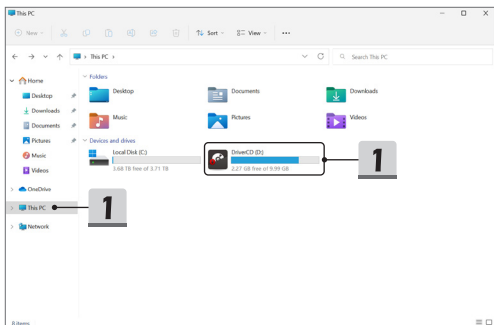 This PC
New
Sort
View
This PC
Search This PC
Home
Desktop
Downloads
Documents
Pictures
Music
Videos
OneDrive
This PC
Network
Folders
Desktop
Documents
Downloads
Music
Pictures
Videos
Devices and drives
Local Disk (C:)
3.68 TB free of 3.71 TB
DriverCD (D:)
2.27 GB free of 9.99 GB
1
1
8 items